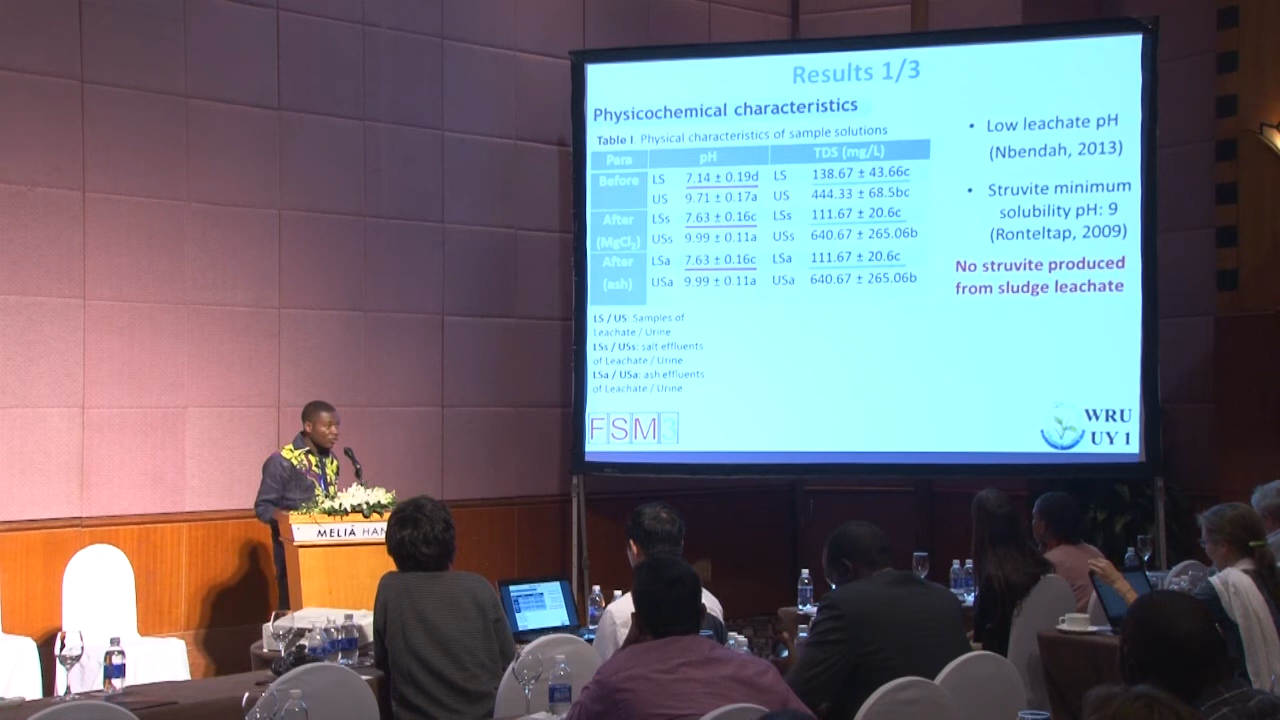 Results 1/3
Physicochemical characteristics
Table I. Physical characteristics of sample solutions
Para pH TDS (mg/L)
Before LS 7.14 ± 0.19d LS 138.67 ± 43.66c
US 9.71 ± 0.17a US 444.33 ± 68.5bc
After LSs 7.63 ± 0.16c LSs 111.67 ± 20.6c
(MgCl₂) USs 9.99 ± 0.11a USs 640.67 ± 265.06b
After LSa 7.63 ± 0.16c LSa 111.67 ± 20.6c
(ash) USa 9.99 ± 0.11a USa 640.67 ± 265.06b
LS / US: Samples of
Leachate / Urine
LSs / USs: salt effluents
of Leachate / Urine
LSa / USa: ash effluents
of Leachate / Urine
• Low leachate pH
(Nbendah, 2013)
• Struvite minimum
solubility pH: 9
(Ronteltap, 2009)
No struvite produced
from sludge leachate
FSM3
WRU
UY 1
MELIÃ HAN